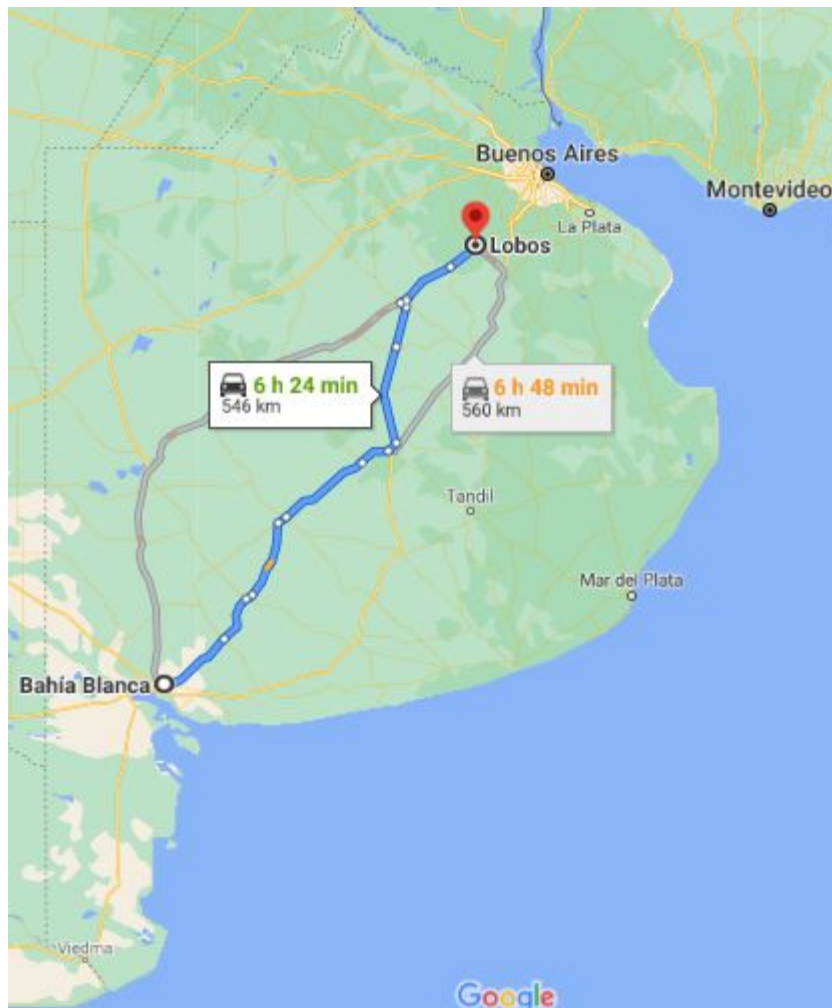 Buenos Aires
Montevideo
La Plata
Lobos
6 h 24 min
546 km
6 h 48 min
560 km
Tandil
Mar del Plata
Bahía Blanca
Viedma
Google